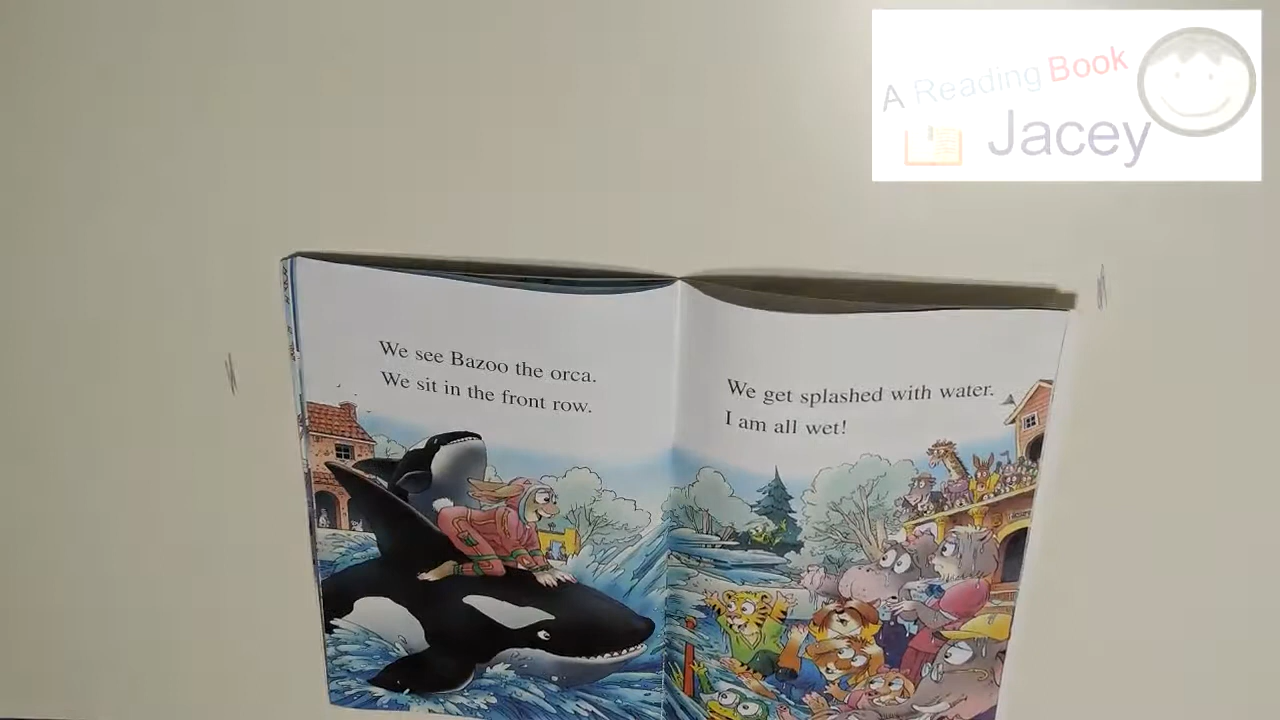 A Reading Book
Jacey
We see Bazoo the orca.
We sit in the front row.
We get splashed with water.
I am all wet!